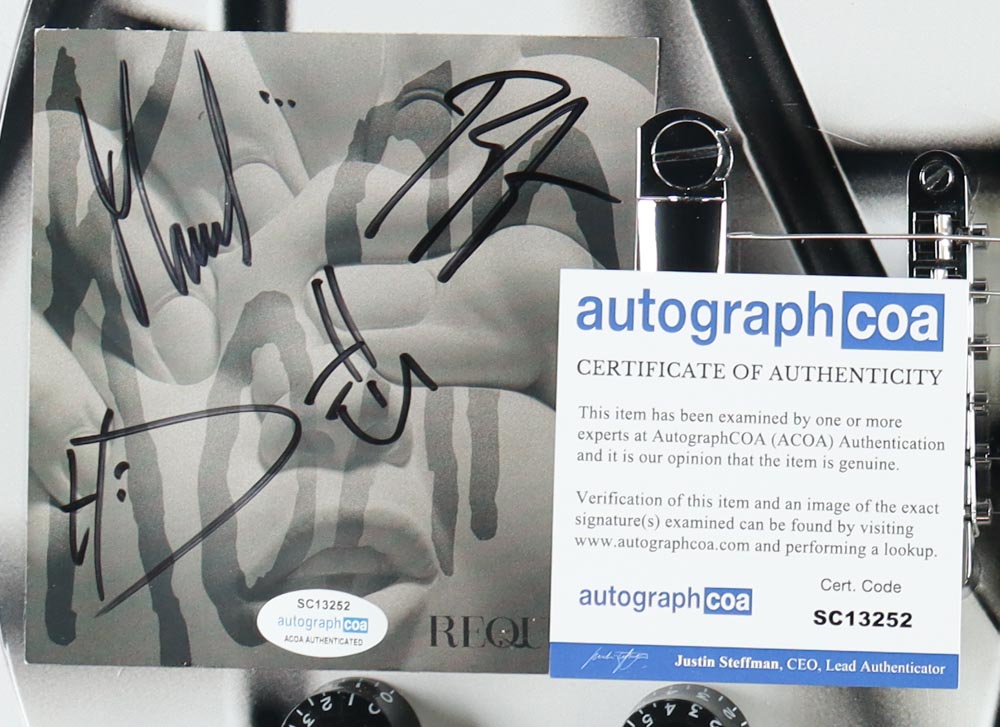 autograph coa
CERTIFICATE OF AUTHENTICITY
This item has been examined by one or more
experts at AutographCOA (ACOA) Authentication
and it is our opinion that the item is genuine.
Verification of this item and an image of the exact
signature(s) examined can be found by visiting
www.autographcoa.com and performing a lookup.
autograph coa
Cert. Code
SC13252
Justin Steffman, CEO, Lead Authenticator
SC13252
autograph coa
ACOA AUTHENTICATED
REQU